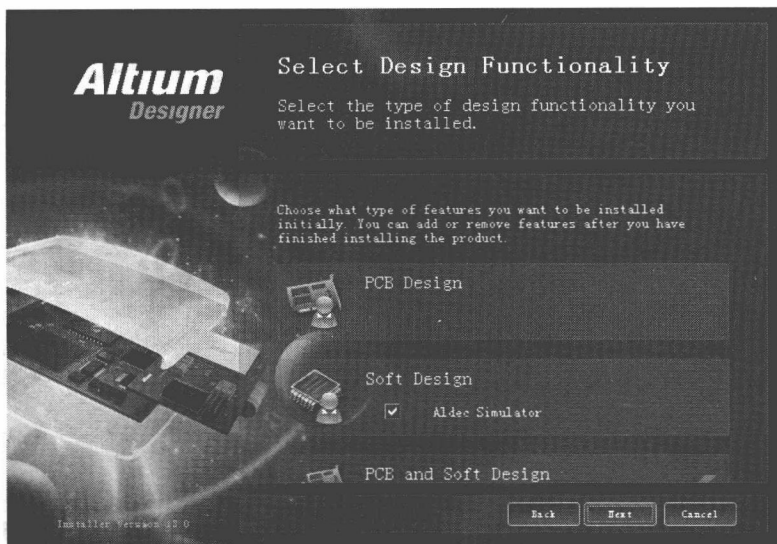 Altium
Designer
Select Design Functionality
Select the type of design functionality you
want to be installed.
Choose what type of features you want to be installed
initially. You can add or remove features after you have
finished installing the product.
PCB Design
Soft Design
Aldec Simulator
PCB and Soft Design
Installer Version
Back
Next
Cancel